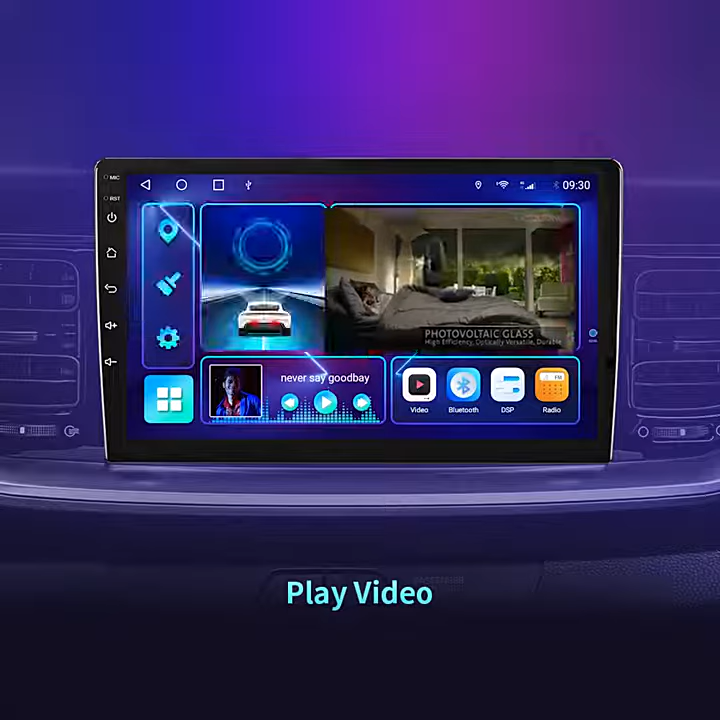 MIC
RST
09:30
PHOTOVOLTAIC GLASS
High Efficiency, Optically Versatile, Durable
never say goodbay
Video
Bluetooth
DSP
FM
Radio
Play Video